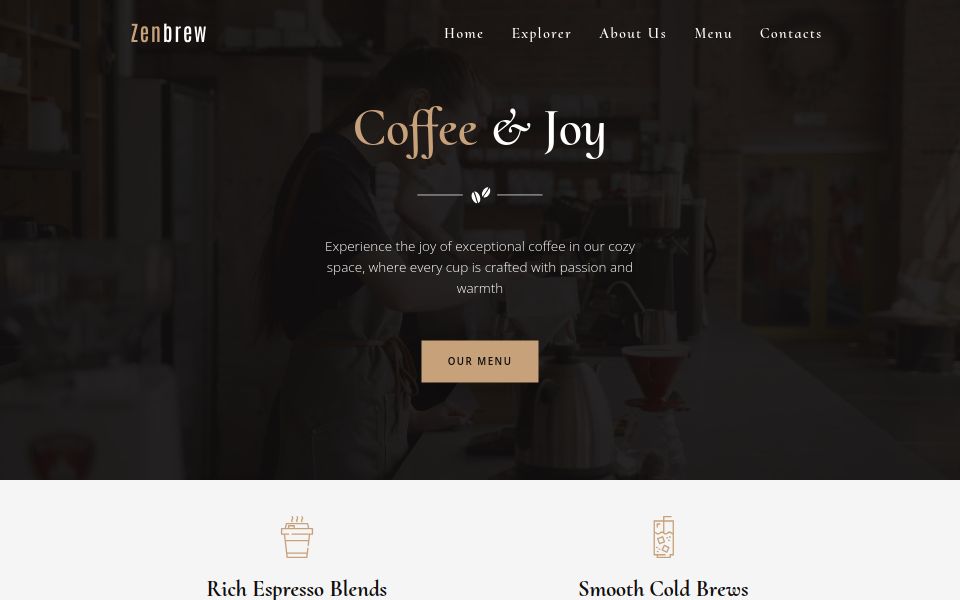 Zenbrew
Home Explorer About Us Menu Contacts
Coffee & Joy
Experience the joy of exceptional coffee in our cozy
space, where every cup is crafted with passion and
warmth
OUR MENU
Rich Espresso Blends
Smooth Cold Brews